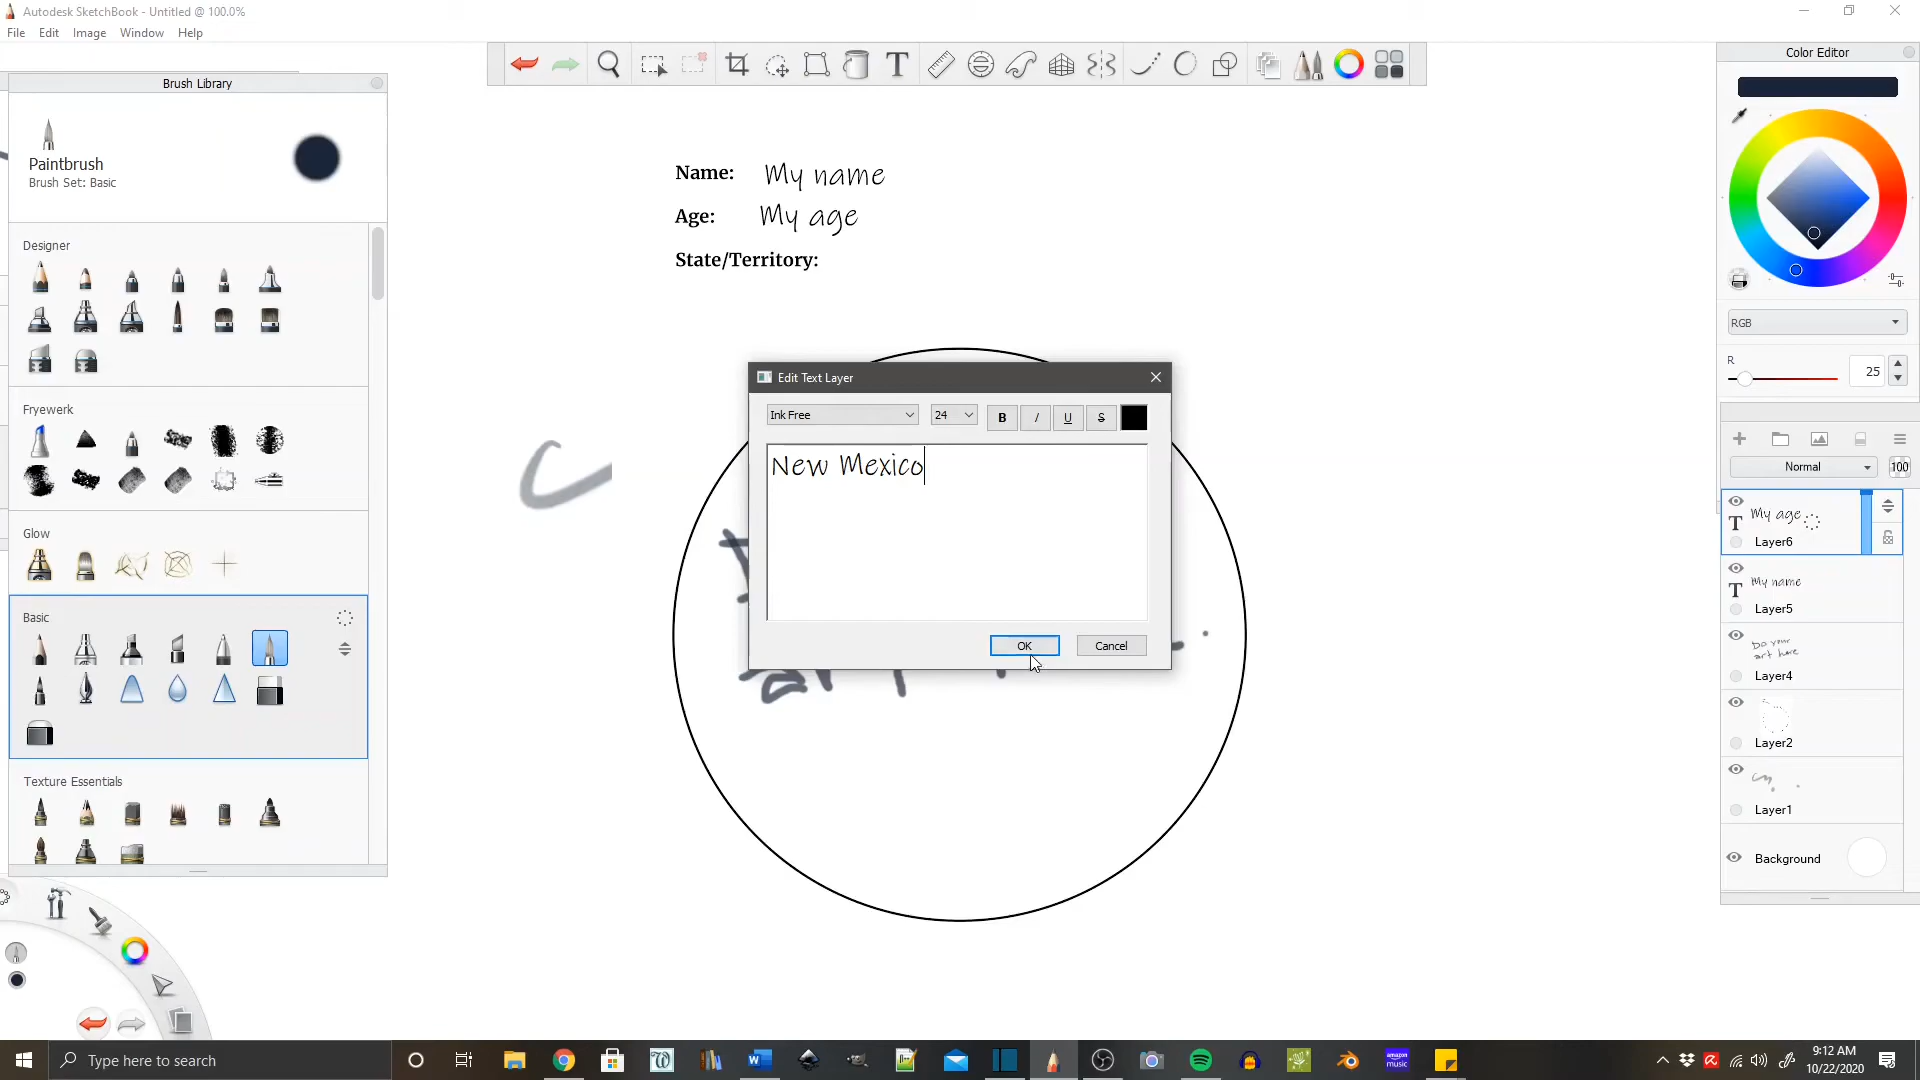 Autodesk SketchBook - Untitled @ 100.0%
File Edit Image Window Help
Brush Library
Paintbrush
Brush Set: Basic
Designer
Fryewerk
Glow
Basic
Texture Essentials
Name: My name
Age: My age
State/Territory:
Edit Text Layer
Ink Free 24 B I U S
New Mexico
OK Cancel
Color Editor
RGB
R 25
Normal 100
My age
Layer6
My name
Layer5
Do your
art here
Layer4
Layer2
Layer1
Background
Type here to search
amazon
music
9:12 AM
10/22/2020